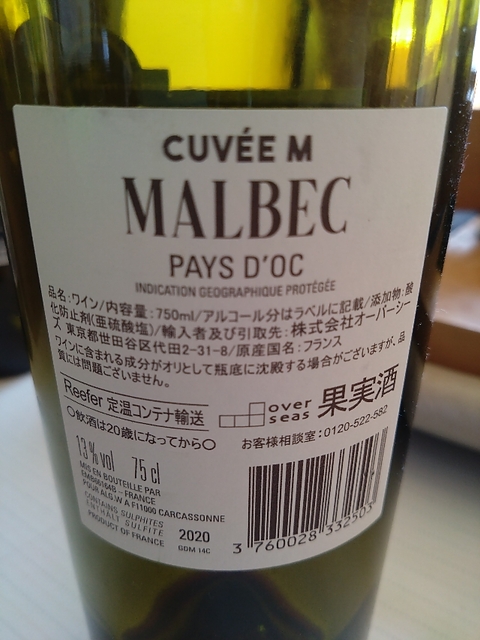 CUVÉE M
MALBEC
PAYS D'OC
INDICATION GEOGRAPHIQUE PROTÉGÉE
品名:ワイン/内容量:750ml/アルコール分はラベルに記載/添加物:酸
化防止剤(亜硫酸塩)/輸入者及び引取先:株式会社オーバーシー
ズ 東京都世田谷区代田2-31-8/原産国名:フランス
ワインに含まれる成分がオリとして瓶底に沈殿する場合がございますが、品
質には問題ございません。
Reefer 定温コンテナ輸送
over
seas 果実酒
○飲酒は20歳になってから○
お客様相談室:0120-522-582
13 % vol 75 cl
MIS EN BOUTEILLE PAR
EMB66164B - FRANCE
POUR ALG.W A F11000 CARCASSONNE
CONTAINS SULPHITES
ENTHÄLT SULFITE
PRODUCT OF FRANCE
2020
GDM 14C
3 760028 332503